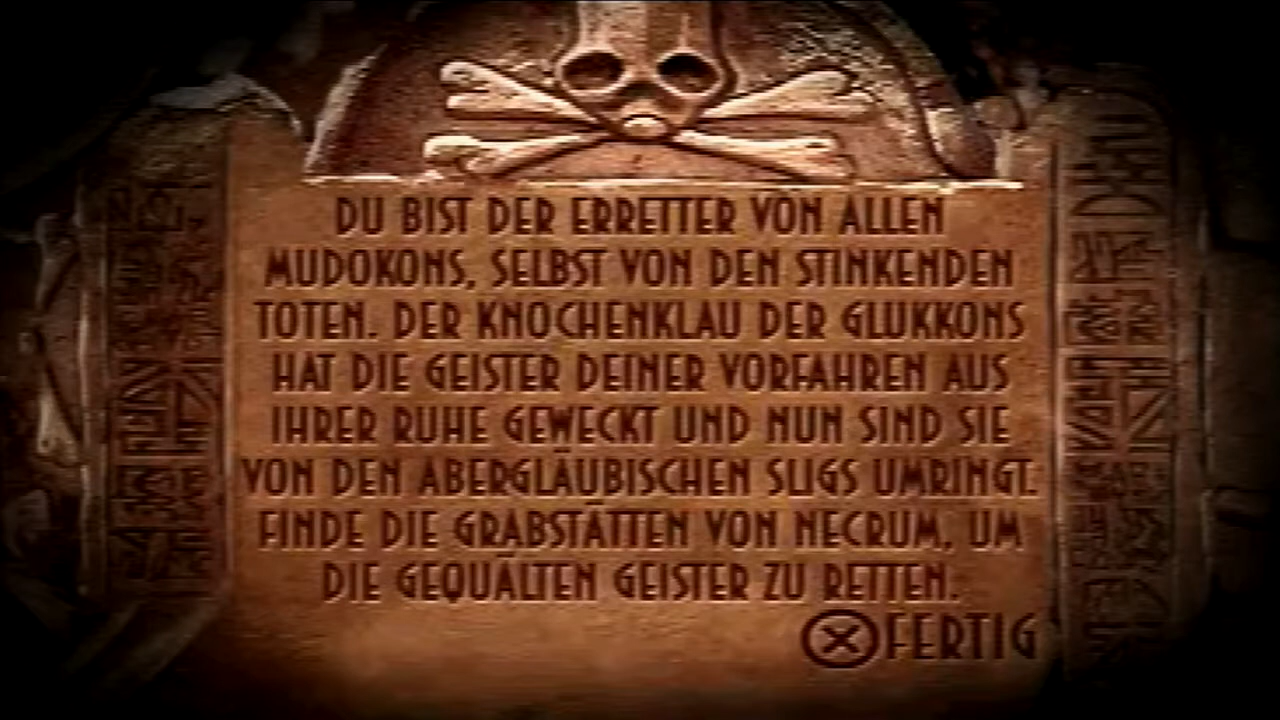 DU BIST DER ERRETTER VON ALLEN
MUDOKONS, SELBST VON DEN STINKENDEN
TOTEN. DER KNOCHENKLAU DER GLUKKONS
HAT DIE GEISTER DEINER VORFAHREN AUS
IHRER RUHE GEWECKT UND NUN SIND SIE
VON DEN ABERGLÄUBISCHEN SLIGS UMRINGT.
FINDE DIE GRABSTÄTTEN VON NECRUM, UM
DIE GEQUÄLTEN GEISTER ZU RETTEN.
ⓧ FERTIG